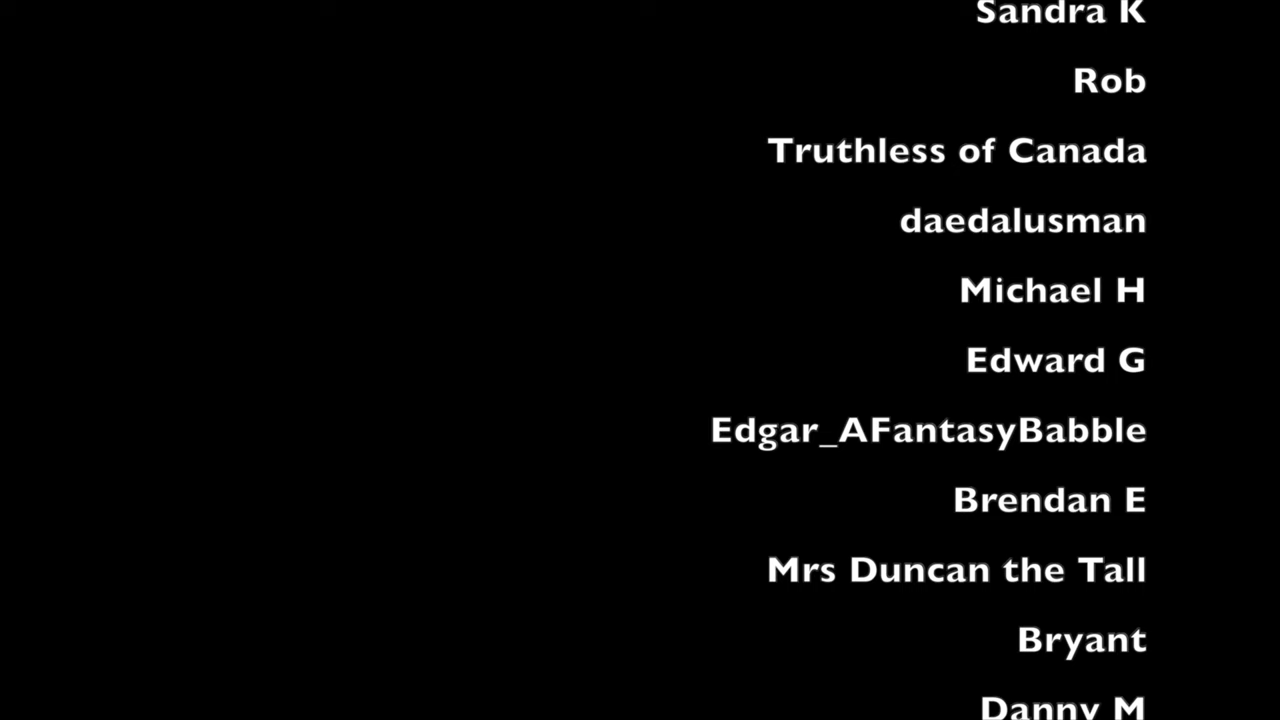 Sandra K
Rob
Truthless of Canada
daedalusman
Michael H
Edward G
Edgar_AFantasyBabble
Brendan E
Mrs Duncan the Tall
Bryant
Danny M